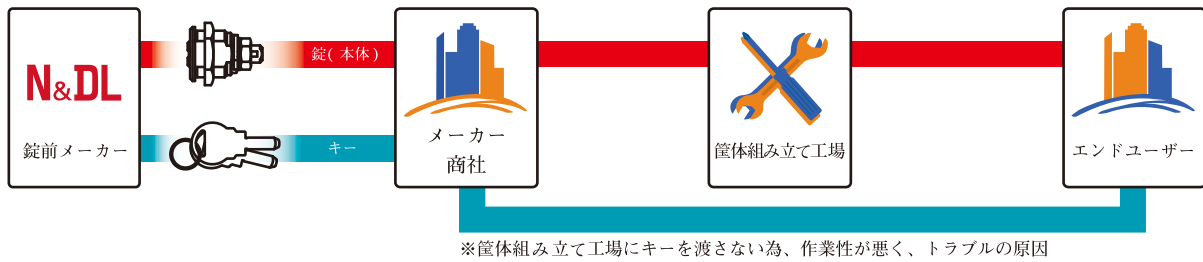 N&DL
錠前メーカー
錠(本体)
キー
メーカー
商社
筐体組み立て工場
エンドユーザー
※筐体組み立て工場にキーを渡さない為、作業性が悪く、トラブルの原因